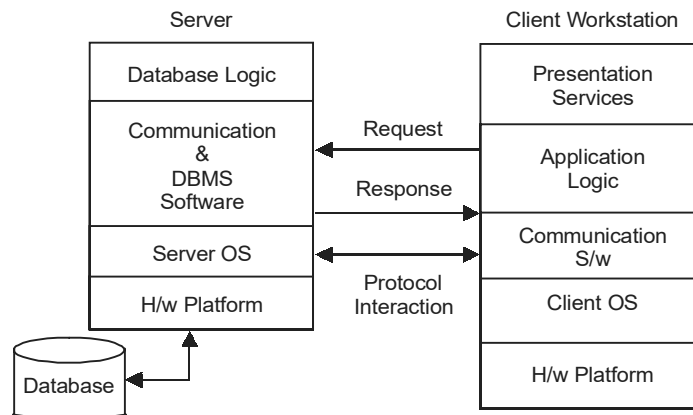 Server
Database Logic
Communication
&
DBMS
Software
Server OS
H/w Platform
Database
Request
Response
Protocol
Interaction
Client Workstation
Presentation
Services
Application
Logic
Communication
S/w
Client OS
H/w Platform